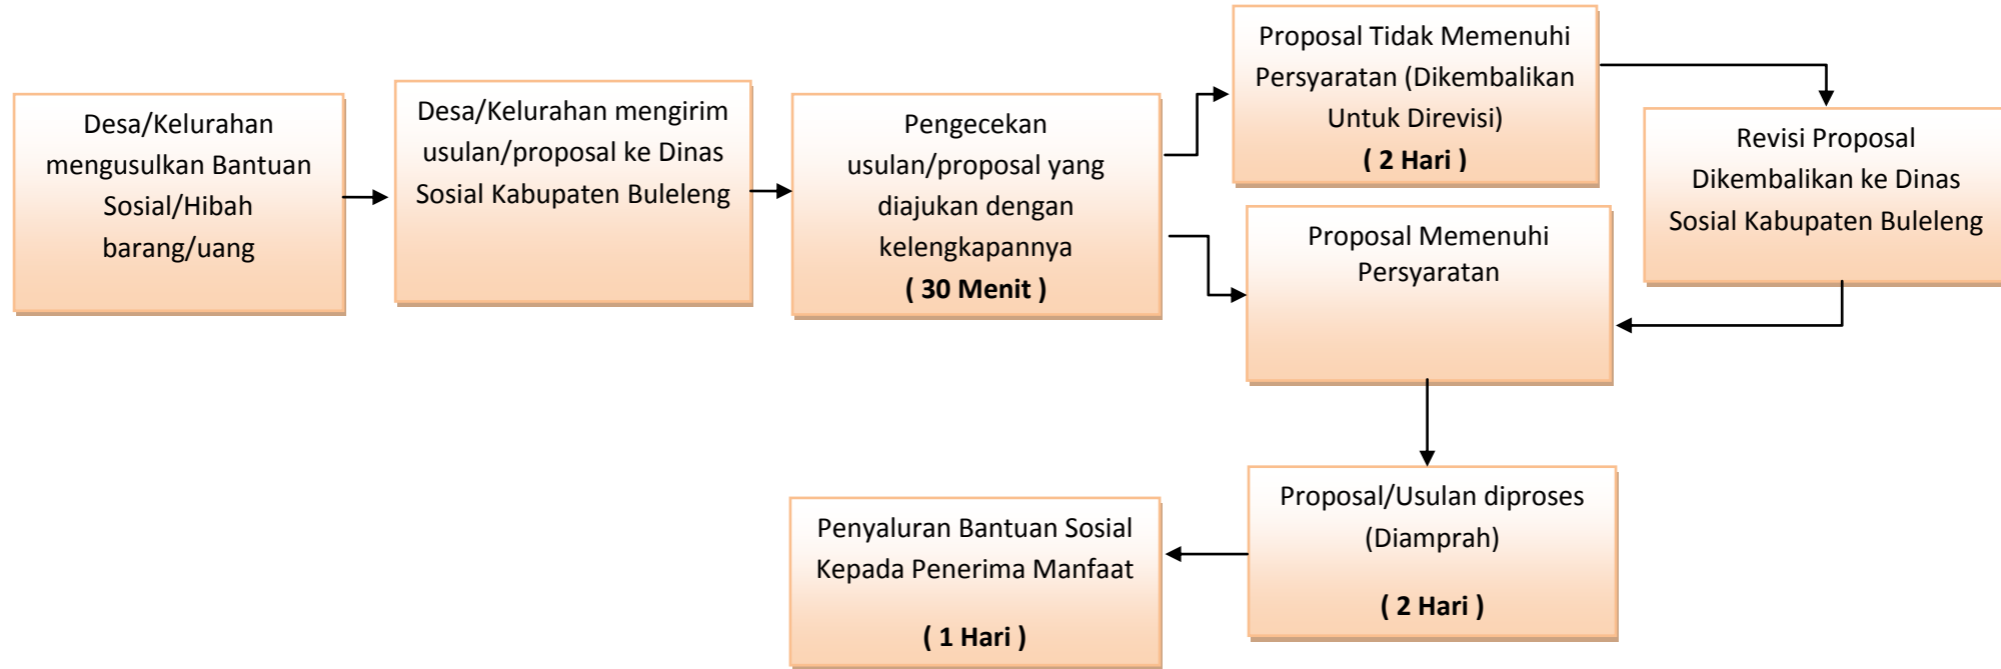 Desa/Kelurahan
mengusulkan Bantuan
Sosial/Hibah
barang/uang
Desa/Kelurahan mengirim
usulan/proposal ke Dinas
Sosial Kabupaten Buleleng
Pengecekan
usulan/proposal yang
diajukan dengan
kelengkapannya
( 30 Menit )
Proposal Tidak Memenuhi
Persyaratan (Dikembalikan
Untuk Direvisi)
( 2 Hari )
Revisi Proposal
Dikembalikan ke Dinas
Sosial Kabupaten Buleleng
Proposal Memenuhi
Persyaratan
Proposal/Usulan diproses
(Diamprah)
( 2 Hari )
Penyaluran Bantuan Sosial
Kepada Penerima Manfaat
( 1 Hari )